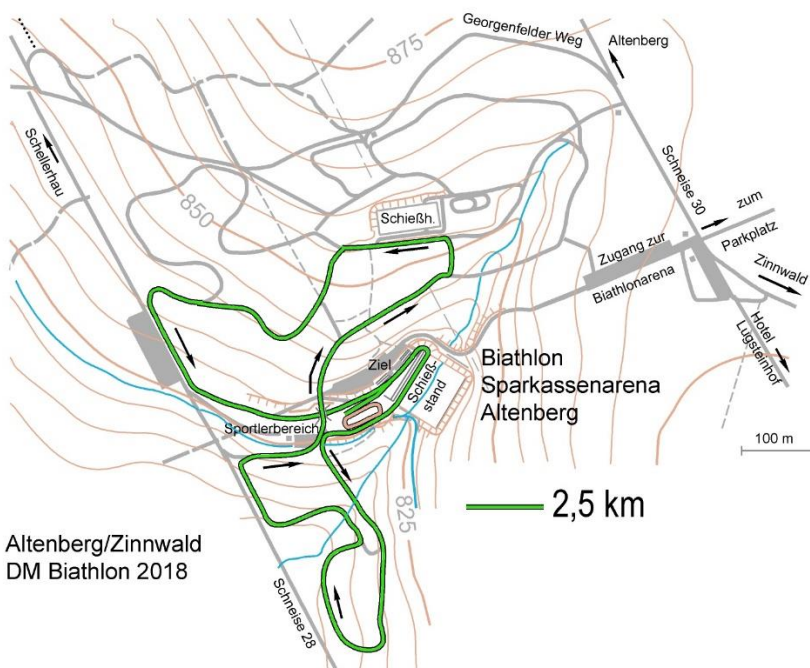 Georgenfelder Weg
Altenberg
875
Schellerhau
Schneise 30
850
Schießh.
zum
Parkplatz
Zugang zur
Biathlonarena
Zinnwald
Hotel
Lugsteinhof
Ziel
Schieß-
stand
Biathlon
Sparkassenarena
Altenberg
Sportlerbereich
100 m
825
2,5 km
Altenberg/Zinnwald
DM Biathlon 2018
Schneise 28